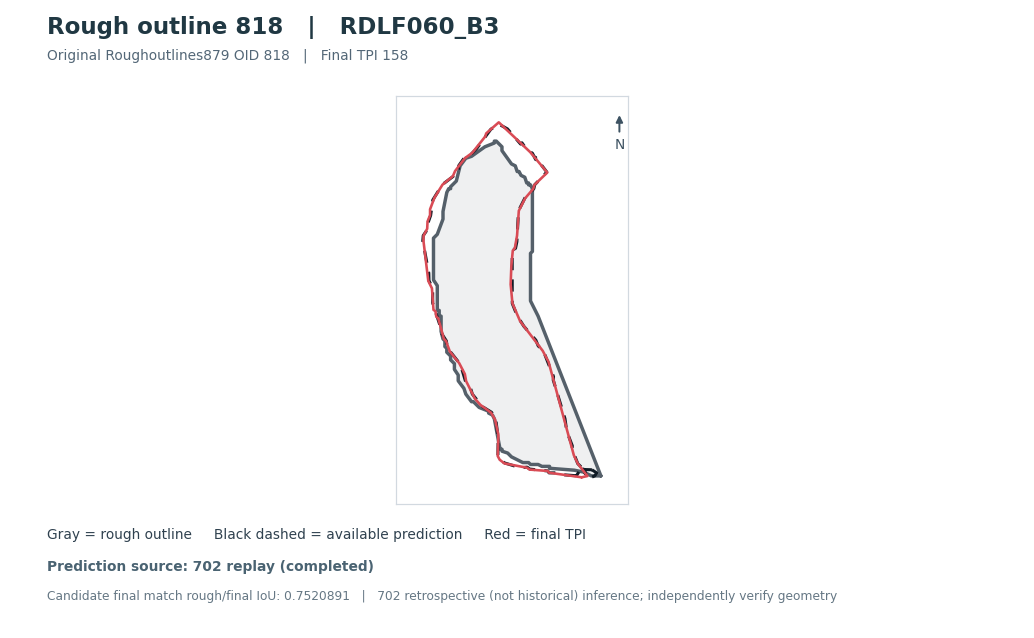 Rough outline 818   |   RDLF060_B3
Original Roughoutlines879 OID 818   |   Final TPI 158
N
Gray = rough outline     Black dashed = available prediction     Red = final TPI
Prediction source: 702 replay (completed)
Candidate final match rough/final IoU: 0.7520891   |   702 retrospective (not historical) inference; independently verify geometry